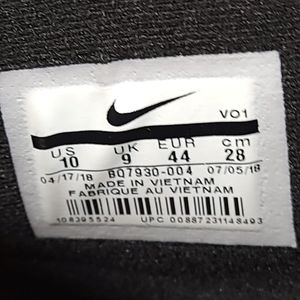 VO1
US UK EUR cm
10 9 44 28
04/17/18 BQ7930-004 07/05/18
MADE IN VIETNAM
FABRIQUE AU VIETNAM
108395524 UPC 00887231148493